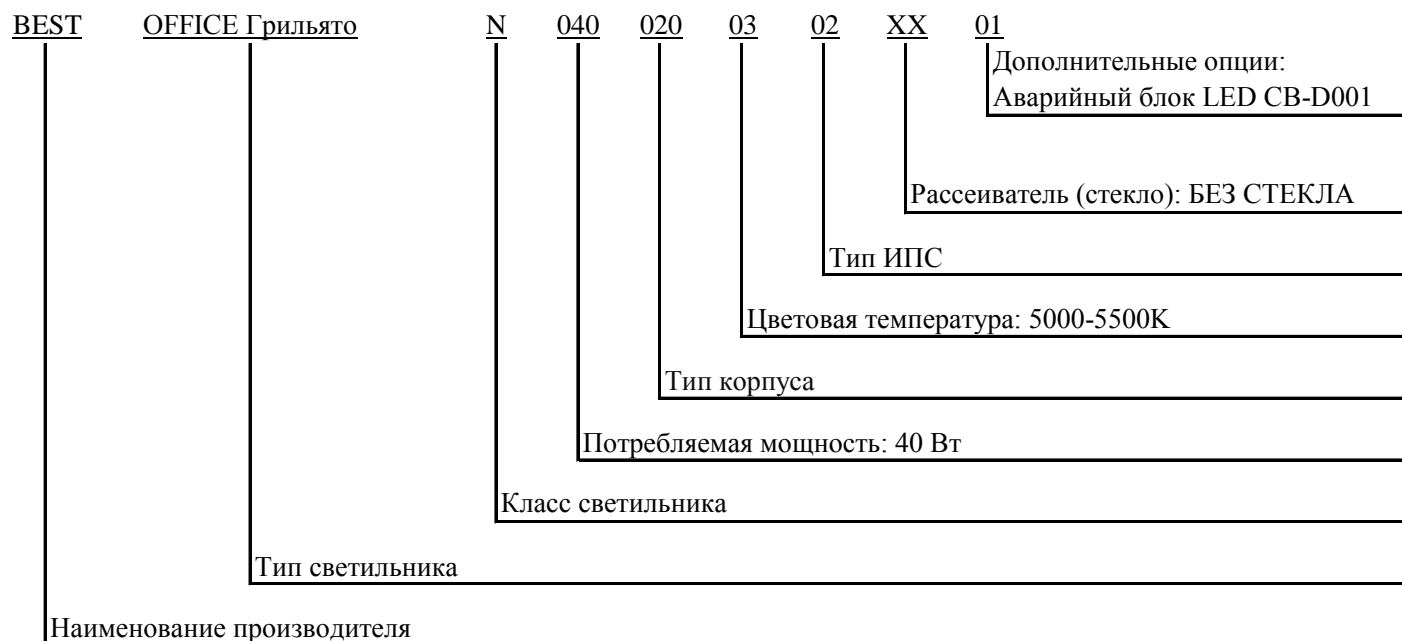 BEST OFFICE Грильято N 040 020 03 02 XX 01
Дополнительные опции:
Аварийный блок LED CB-D001
Рассеиватель (стекло): БЕЗ СТЕКЛА
Тип ИПС
Цветовая температура: 5000-5500K
Тип корпуса
Потребляемая мощность: 40 Вт
Класс светильника
Тип светильника
Наименование производителя